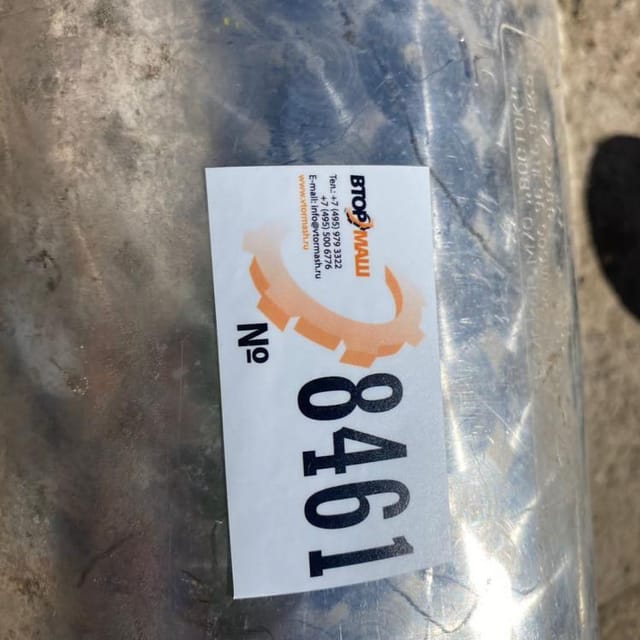 ВТОРМАШ
Тел.: +7 (495) 979 3322
+7 (495) 500 6776
E-mail: info@vtormash.ru
www.vtormash.ru
№ 8461